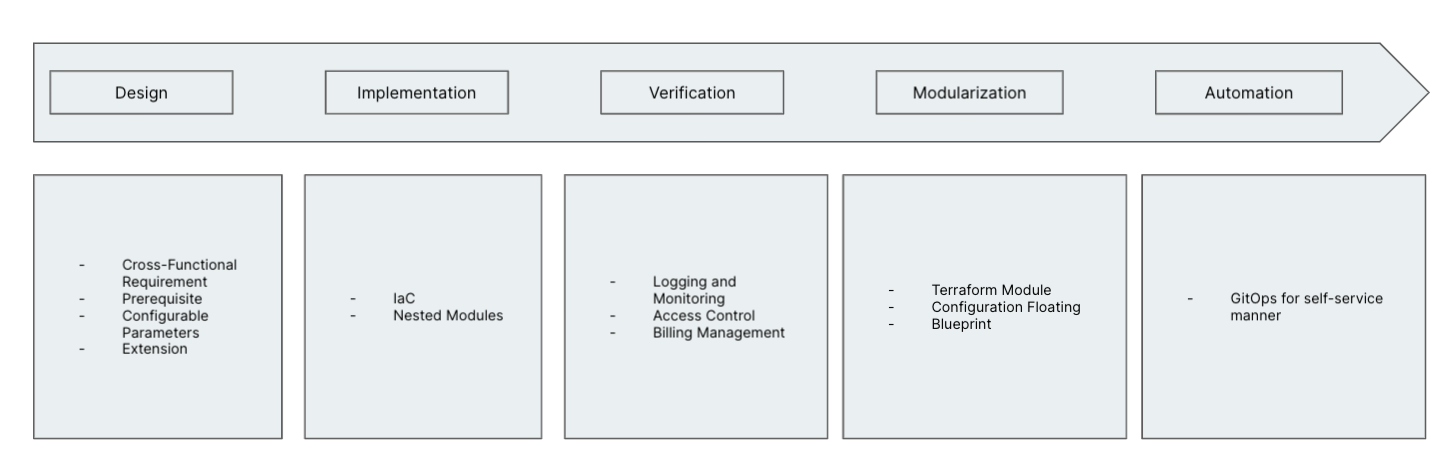 Design
Implementation
Verification
Modularization
Automation
- Cross-Functional
Requirement
- Prerequisite
- Configurable
Parameters
- Extension
- IaC
- Nested Modules
- Logging and
Monitoring
- Access Control
- Billing Management
- Terraform Module
- Configuration Floating
- Blueprint
- GitOps for self-service
manner